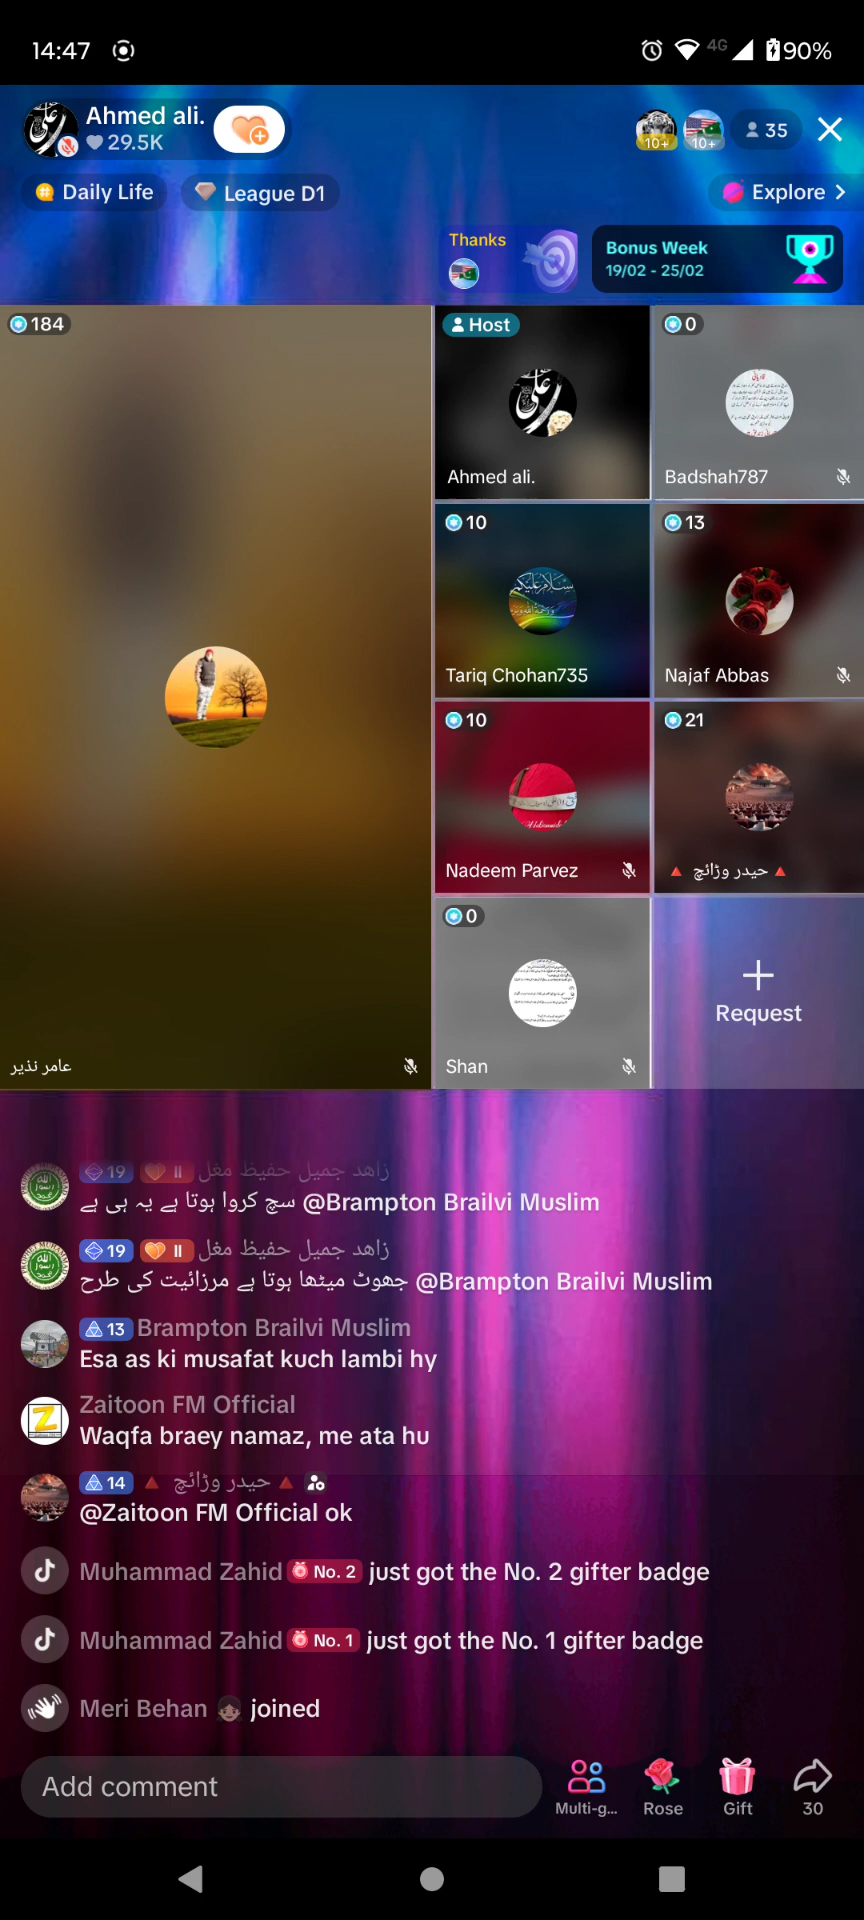 14:47
4G
90%
Ahmed ali.
29.5K
10+
10+
35
Daily Life
League D1
Explore
Thanks
Bonus Week
19/02 - 25/02
184
Host
0
Ahmed ali.
Badshah787
10
13
Tariq Chohan735
Najaf Abbas
10
21
Nadeem Parvez
حیدر وڑائچ
0
Request
عامر نذیر
Shan
19 II زاھد جمیل حفیظ مغل
سچ کروا ہوتا ہے یہ ہی ہے @Brampton Brailvi Muslim
19 II زاھد جمیل حفیظ مغل
جھوٹ میٹھا ہوتا ہے مرزائیت کی طرح @Brampton Brailvi Muslim
13 Brampton Brailvi Muslim
Esa as ki musafat kuch lambi hy
Zaitoon FM Official
Waqfa braey namaz, me ata hu
14 حیدر وڑائچ
@Zaitoon FM Official ok
Muhammad Zahid No. 2 just got the No. 2 gifter badge
Muhammad Zahid No. 1 just got the No. 1 gifter badge
Meri Behan joined
Add comment
Multi-g...
Rose
Gift
30